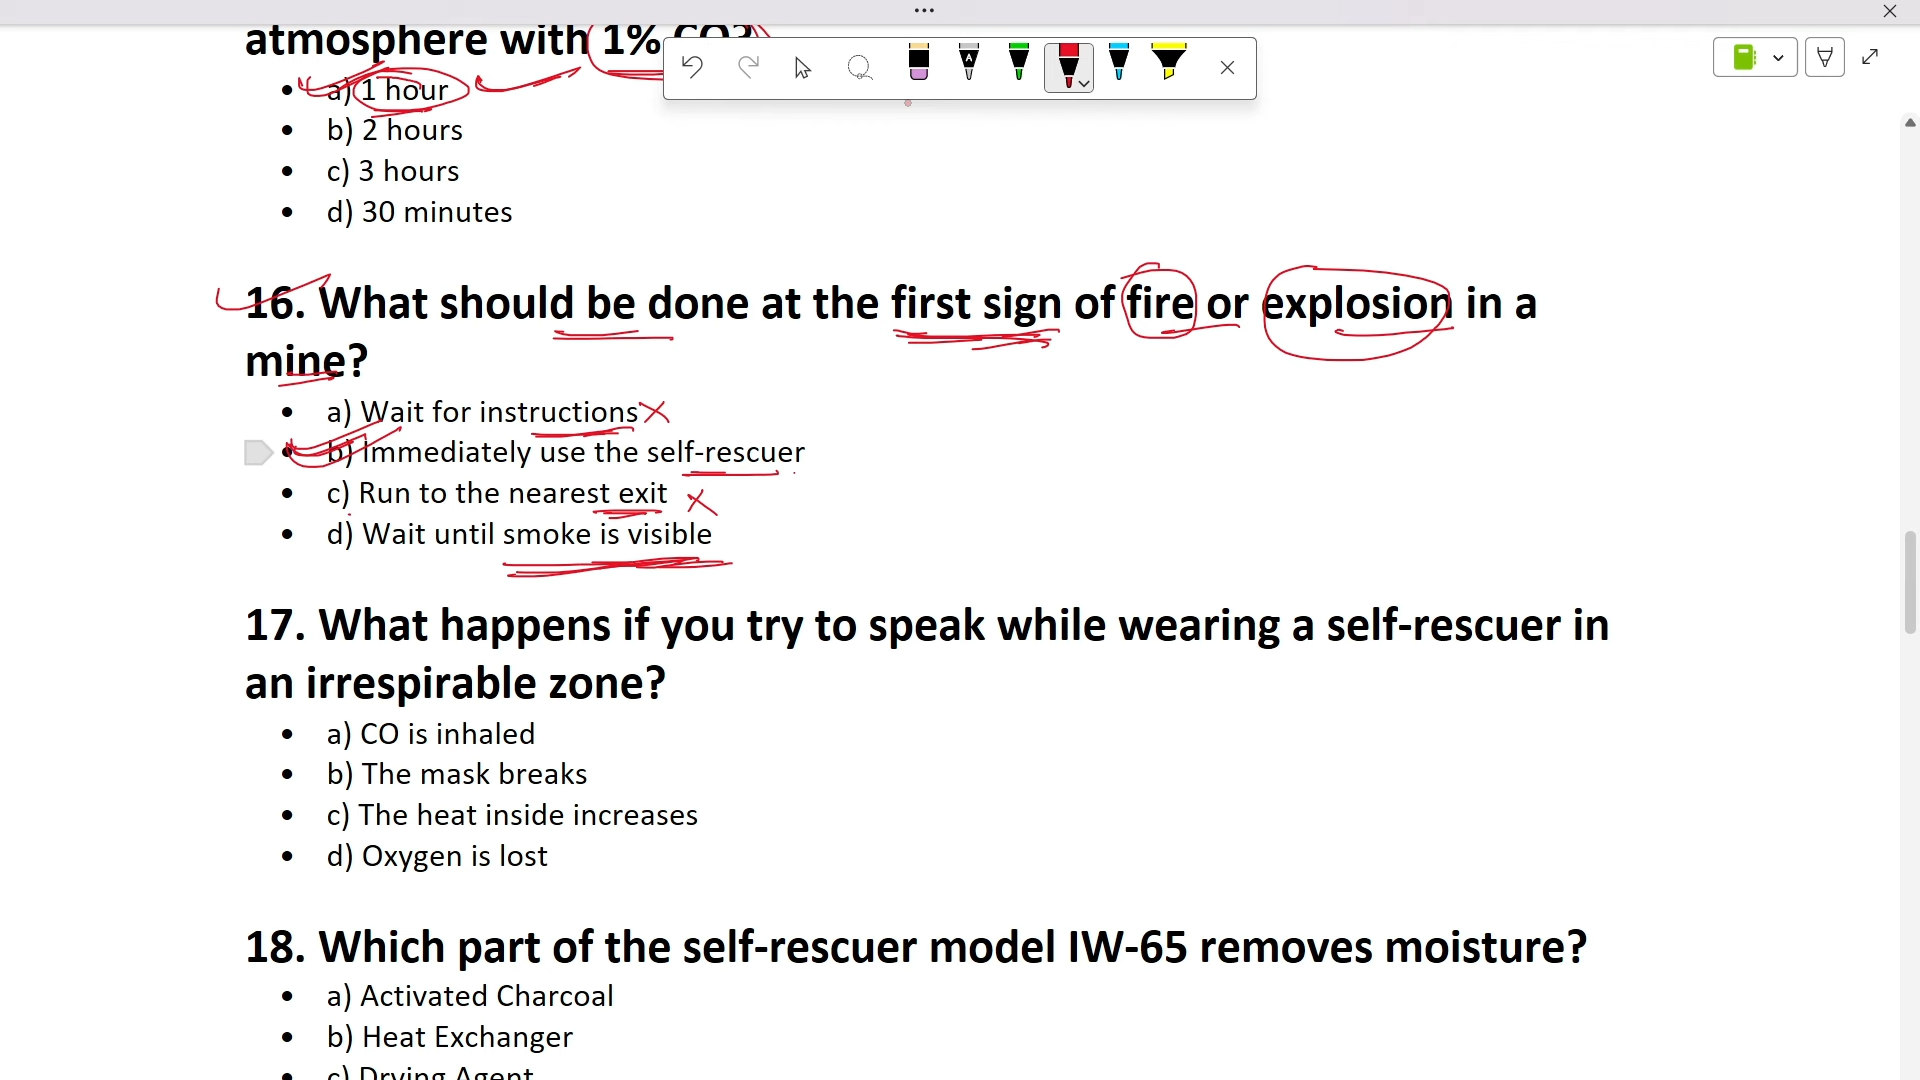 atmosphere with 1% CO?
• a) 1 hour
• b) 2 hours
• c) 3 hours
• d) 30 minutes
16. What should be done at the first sign of fire or explosion in a
mine?
• a) Wait for instructions
• b) Immediately use the self-rescuer
• c) Run to the nearest exit
• d) Wait until smoke is visible
17. What happens if you try to speak while wearing a self-rescuer in
an irrespirable zone?
• a) CO is inhaled
• b) The mask breaks
• c) The heat inside increases
• d) Oxygen is lost
18. Which part of the self-rescuer model IW-65 removes moisture?
• a) Activated Charcoal
• b) Heat Exchanger
• c) Drying Agent